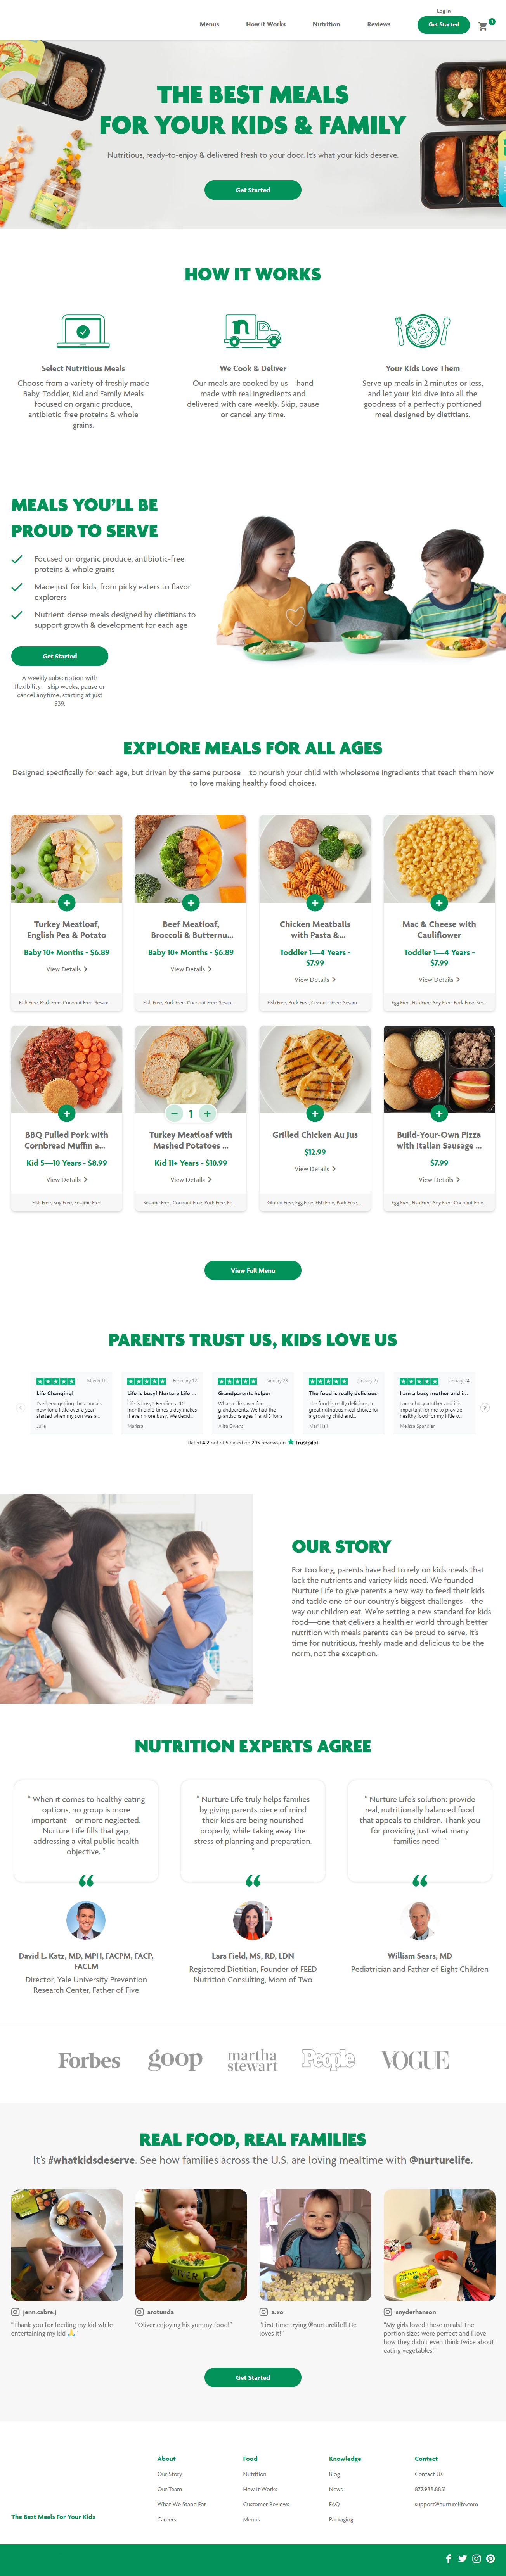 Log In
Menus How it Works Nutrition Reviews Get Started 1
THE BEST MEALS
FOR YOUR KIDS & FAMILY
Nutritious, ready-to-enjoy & delivered fresh to your door. It's what your kids deserve.
Get Started
HOW IT WORKS
Select Nutritious Meals
Choose from a variety of freshly made
Baby, Toddler, Kid and Family Meals
focused on organic produce,
antibiotic-free proteins & whole
grains.
We Cook & Deliver
Our meals are cooked by us—hand
made with real ingredients and
delivered with care weekly. Skip, pause
or cancel any time.
Your Kids Love Them
Serve up meals in 2 minutes or less,
and let your kid dive into all the
goodness of a perfectly portioned
meal designed by dietitians.
MEALS YOU'LL BE
PROUD TO SERVE
Focused on organic produce, antibiotic-free
proteins & whole grains
Made just for kids, from picky eaters to flavor
explorers
Nutrient-dense meals designed by dietitians to
support growth & development for each age
Get Started
A weekly subscription with
flexibility—skip weeks, pause or
cancel anytime, starting at just
$39.
EXPLORE MEALS FOR ALL AGES
Designed specifically for each age, but driven by the same purpose—to nourish your child with wholesome ingredients that teach them how
to love making healthy food choices.
Turkey Meatloaf,
English Pea & Potato
Baby 10+ Months - $6.89
View Details
Fish Free, Pork Free, Coconut Free, Sesam...
Beef Meatloaf,
Broccoli & Butternu...
Baby 10+ Months - $6.89
View Details
Fish Free, Pork Free, Coconut Free, Sesam...
Chicken Meatballs
with Pasta &...
Toddler 1—4 Years -
$7.99
View Details
Fish Free, Pork Free, Coconut Free, Sesam...
Mac & Cheese with
Cauliflower
Toddler 1—4 Years -
$7.99
View Details
Egg Free, Fish Free, Soy Free, Pork Free, Ses...
BBQ Pulled Pork with
Cornbread Muffin a...
Kid 5—10 Years - $8.99
View Details
Fish Free, Soy Free, Sesame Free
1
Turkey Meatloaf with
Mashed Potatoes ...
Kid 11+ Years - $10.99
View Details
Sesame Free, Coconut Free, Pork Free, Fis...
Grilled Chicken Au Jus
$12.99
View Details
Gluten Free, Egg Free, Fish Free, Pork Free, ...
Build-Your-Own Pizza
with Italian Sausage ...
$7.99
View Details
Egg Free, Fish Free, Soy Free, Coconut Free...
View Full Menu
PARENTS TRUST US, KIDS LOVE US
March 18
Life Changing!
I've been getting these meals
now for a little over a year,
started when my son was a...
Julie
February 12
Life is busy! Nurture Life ...
Life is busy!! Feeding a 10
month old 3 times a day makes
it even more busy. We decid...
Marissa
January 28
Grandparents helper
What a life saver for
grandparents. We had the
grandsons ages 1 and 3 for a
Alisa Owens
January 27
The food is really delicious
The food is really delicious, a
great nutritious meal choice for
a growing child and...
Meri Hall
January 24
I am a busy mother and i...
I am a busy mother and it is
important for me to provide
healthy food for my little o...
Melissa Spandler
Rated 4.2 out of 5 based on 205 reviews on Trustpilot
OUR STORY
For too long, parents have had to rely on kids meals that
lack the nutrients and variety kids need. We founded
Nurture Life to give parents a new way to feed their kids
and tackle one of our country's biggest challenges—the
way our children eat. We're setting a new standard for kids
food—one that delivers a healthier world through better
nutrition with meals parents can be proud to serve. It's
time for nutritious, freshly made and delicious to be the
norm, not the exception.
NUTRITION EXPERTS AGREE
" When it comes to healthy eating
options, no group is more
important—or more neglected.
Nurture Life fills that gap,
addressing a vital public health
objective. "
David L. Katz, MD, MPH, FACPM, FACP,
FACLM
Director, Yale University Prevention
Research Center, Father of Five
" Nurture Life truly helps families
by giving parents piece of mind
their kids are being nourished
properly, while taking away the
stress of planning and preparation.
"
Lara Field, MS, RD, LDN
Registered Dietitian, Founder of FEED
Nutrition Consulting, Mom of Two
" Nurture Life's solution: provide
real, nutritionally balanced food
that appeals to children. Thank you
for providing just what many
families need. "
William Sears, MD
Pediatrician and Father of Eight Children
Forbes goop martha stewart People VOGUE
REAL FOOD, REAL FAMILIES
It's #whatkidsdeserve. See how families across the U.S. are loving mealtime with @nurturelife.
jenn.cabre.j
"Thank you for feeding my kid while
entertaining my kid 🙏"
arotunda
"Oliver enjoying his yummy food!"
a.xo
"First time trying @nurturelife!! He
loves it!"
snyderhanson
"My girls loved these meals! The
portion sizes were perfect and I love
how they didn't even think twice about
eating vegetables."
Get Started
The Best Meals For Your Kids
About
Our Story
Our Team
What We Stand For
Careers
Food
Nutrition
How it Works
Customer Reviews
Menus
Knowledge
Blog
News
FAQ
Packaging
Contact
Contact Us
877.988.8851
support@nurturelife.com